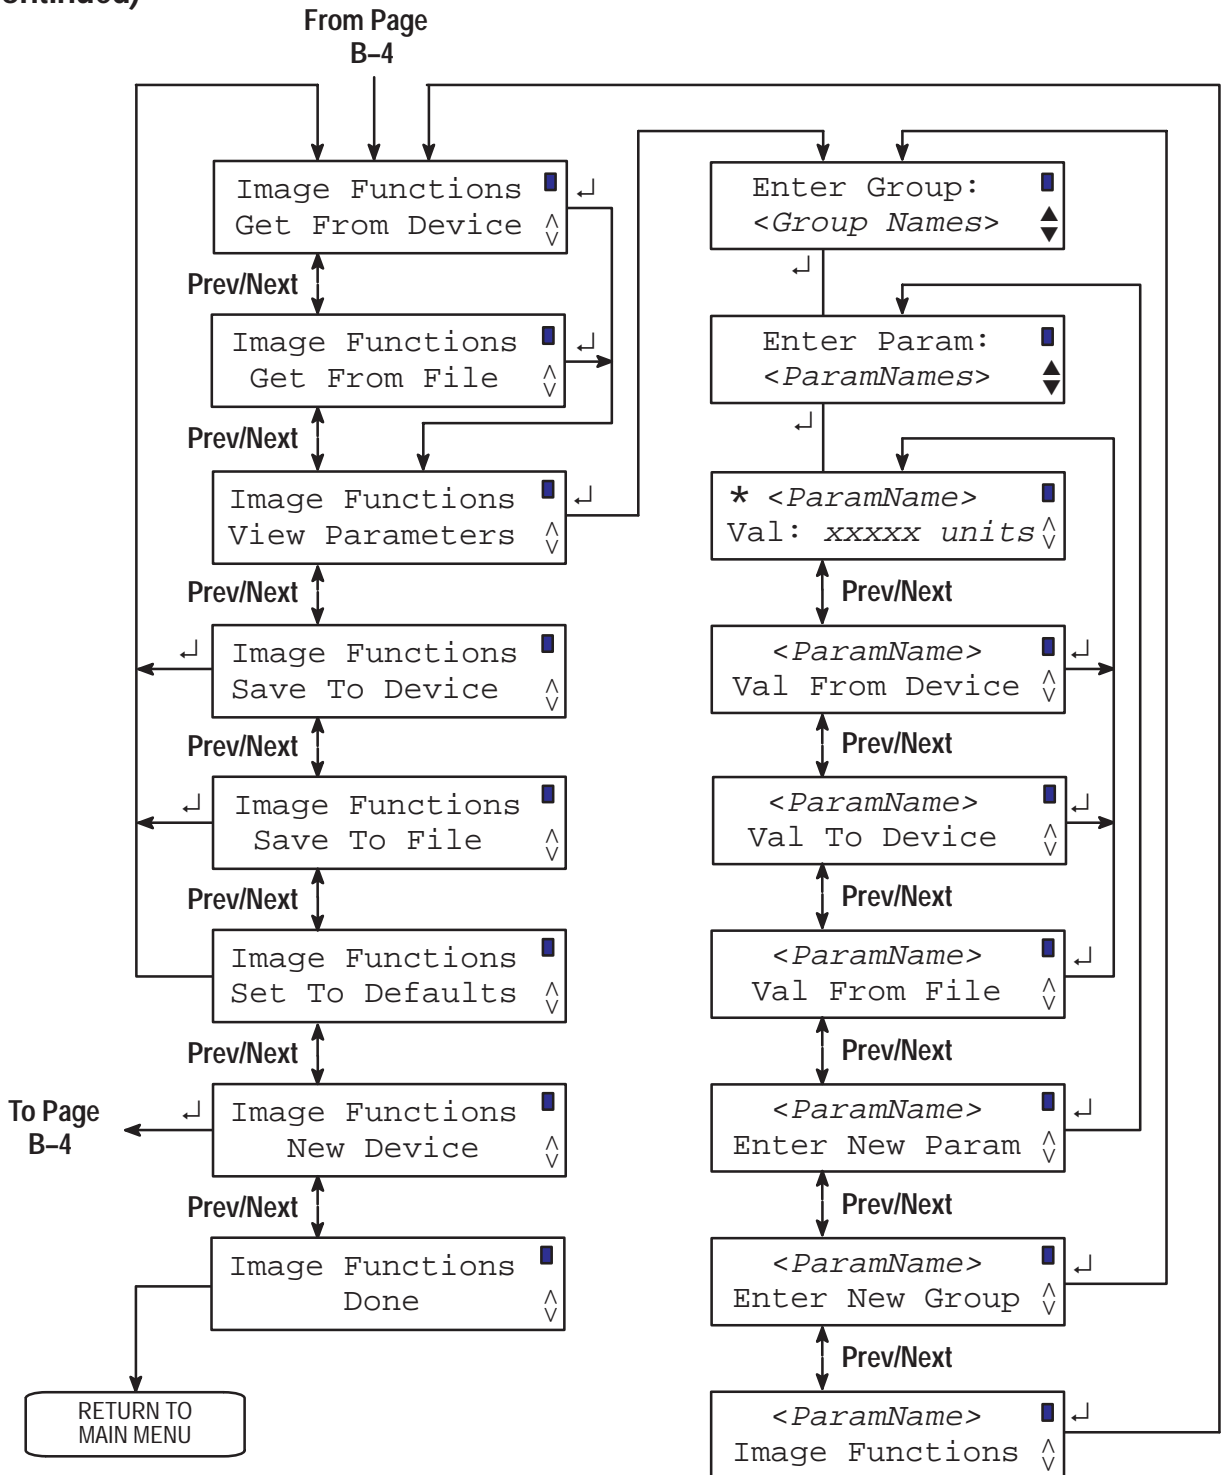 ontinued)
From Page
B–4
Image Functions
Get From Device
Prev/Next
Image Functions
Get From File
Prev/Next
Image Functions
View Parameters
Prev/Next
Image Functions
Save To Device
Prev/Next
Image Functions
Save To File
Prev/Next
Image Functions
Set To Defaults
Prev/Next
To Page
B–4
Image Functions
New Device
Prev/Next
Image Functions
Done
RETURN TO
MAIN MENU
Enter Group:
<Group Names>
Enter Param:
<ParamNames>
* <ParamName>
Val: xxxxx units
Prev/Next
<ParamName>
Val From Device
Prev/Next
<ParamName>
Val To Device
Prev/Next
<ParamName>
Val From File
Prev/Next
<ParamName>
Enter New Param
Prev/Next
<ParamName>
Enter New Group
Prev/Next
<ParamName>
Image Functions